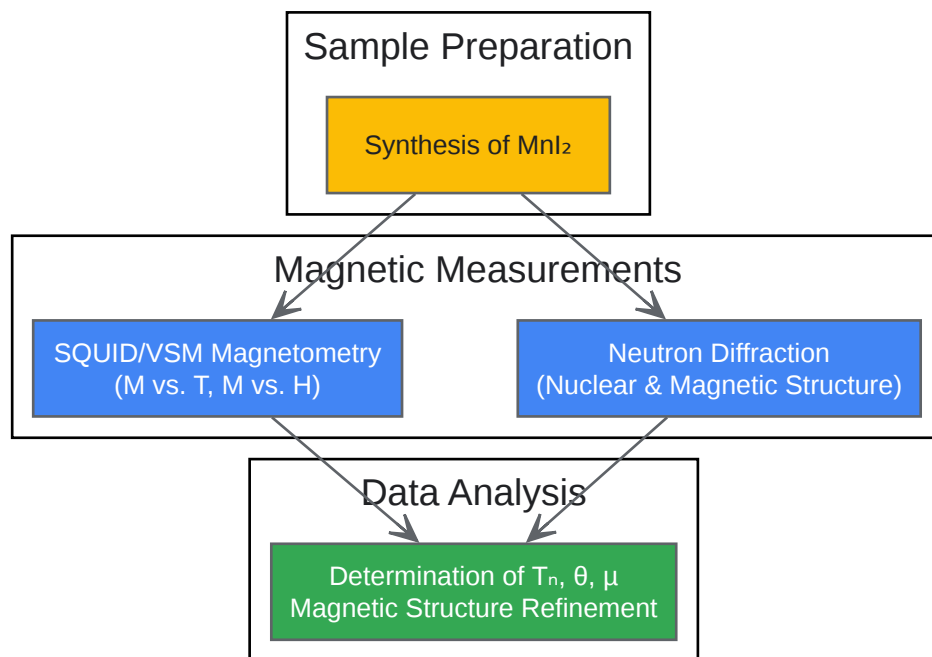 Sample Preparation
Synthesis of MnI₂
Magnetic Measurements
SQUID/VSM Magnetometry
(M vs. T, M vs. H)
Neutron Diffraction
(Nuclear & Magnetic Structure)
Data Analysis
Determination of Tₙ, θ, μ
Magnetic Structure Refinement